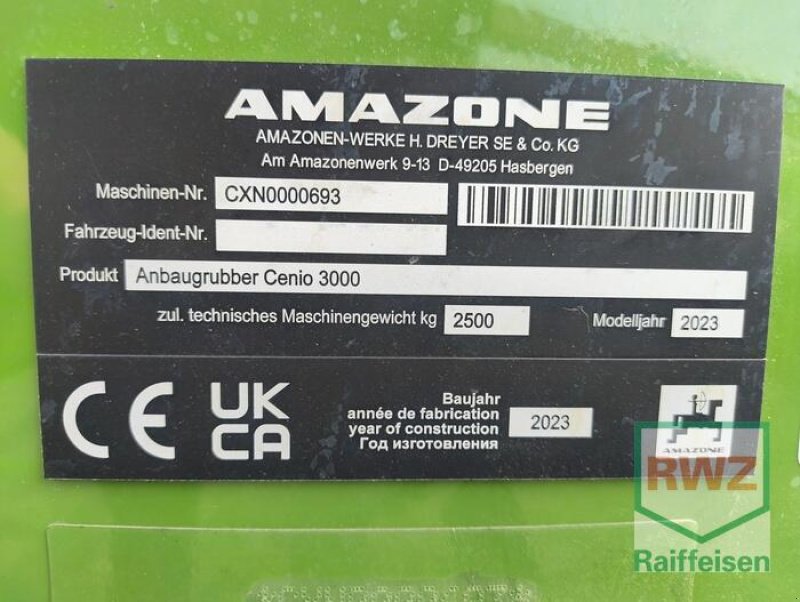 AMAZONE
AMAZONEN-WERKE H. DREYER SE & Co. KG
Am Amazonenwerk 9-13 D-49205 Hasbergen
Maschinen-Nr. CXN0000693
Fahrzeug-Ident-Nr.
Produkt Anbaugrubber Cenio 3000
zul. technisches Maschinengewicht kg 2500 Modelljahr 2023
CE UK CA
Baujahr
année de fabrication
year of construction 2023
Год изготовления
AMAZONE
RWZ
Raiffeisen